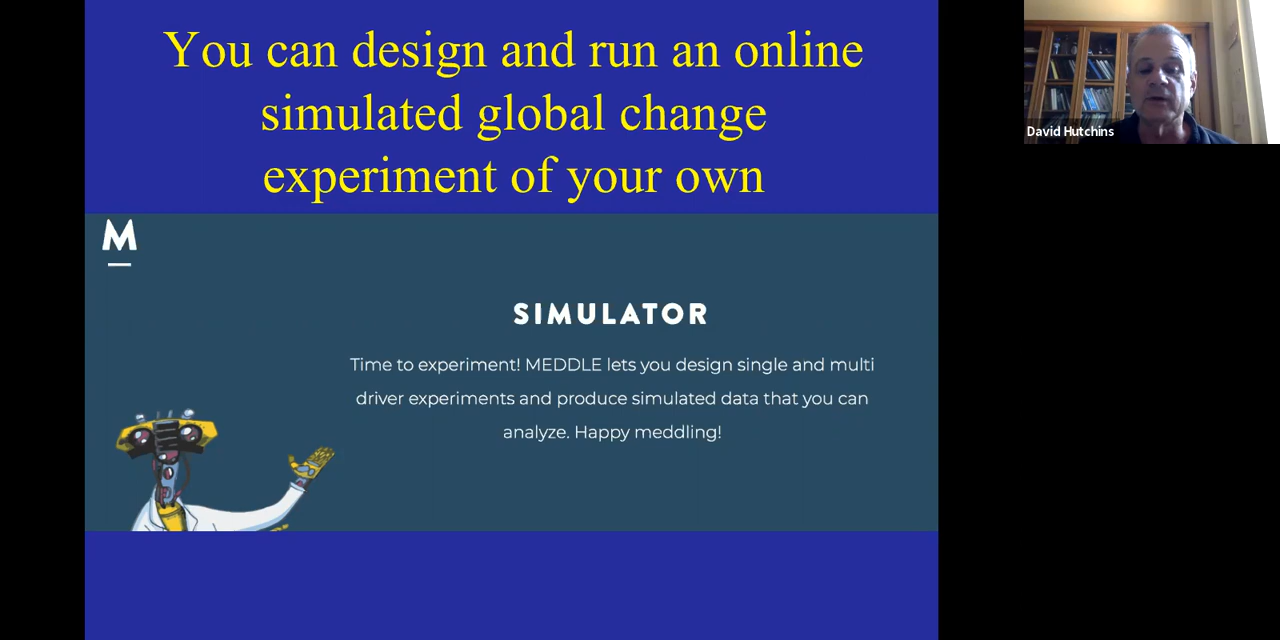 You can design and run an online
simulated global change
experiment of your own
M
SIMULATOR
Time to experiment! MEDDLE lets you design single and multi
driver experiments and produce simulated data that you can
analyze. Happy meddling!
David Hutchins